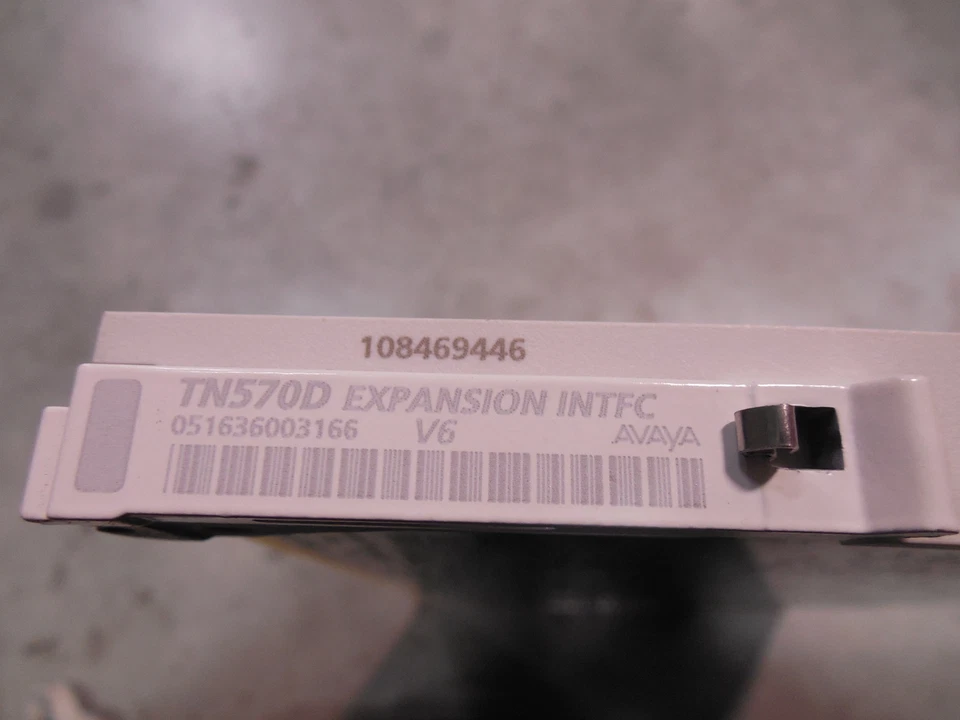 108469446
TN570D EXPANSION INTFC
051636003166 V6 AVAYA